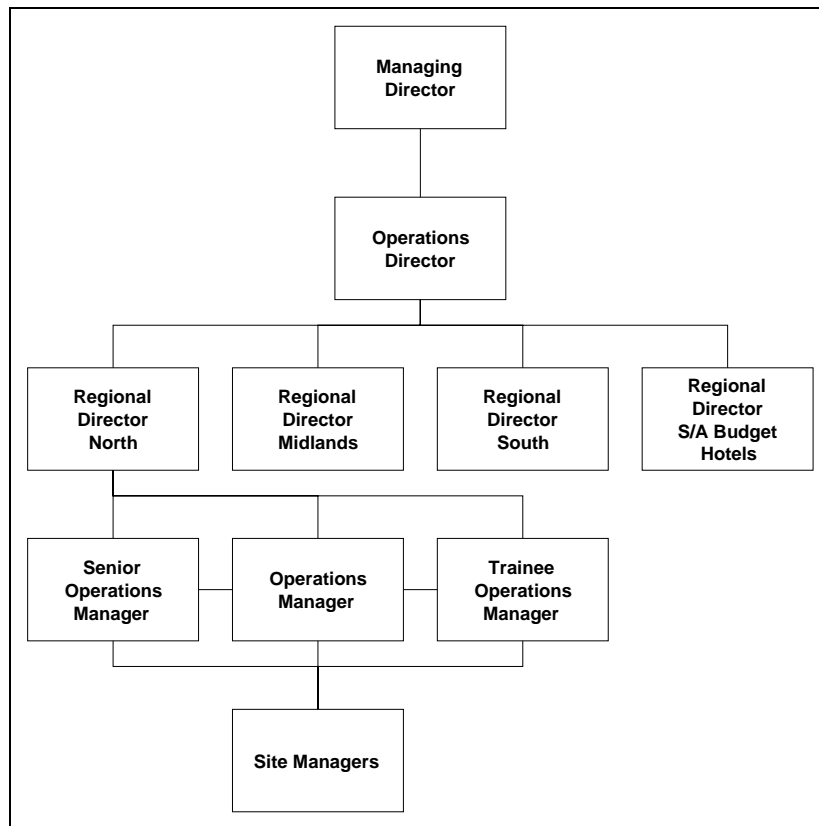 Managing
Director
Operations
Director
Regional
Director
North
Regional
Director
Midlands
Regional
Director
South
Regional
Director
S/A Budget
Hotels
Senior
Operations
Manager
Operations
Manager
Trainee
Operations
Manager
Site Managers